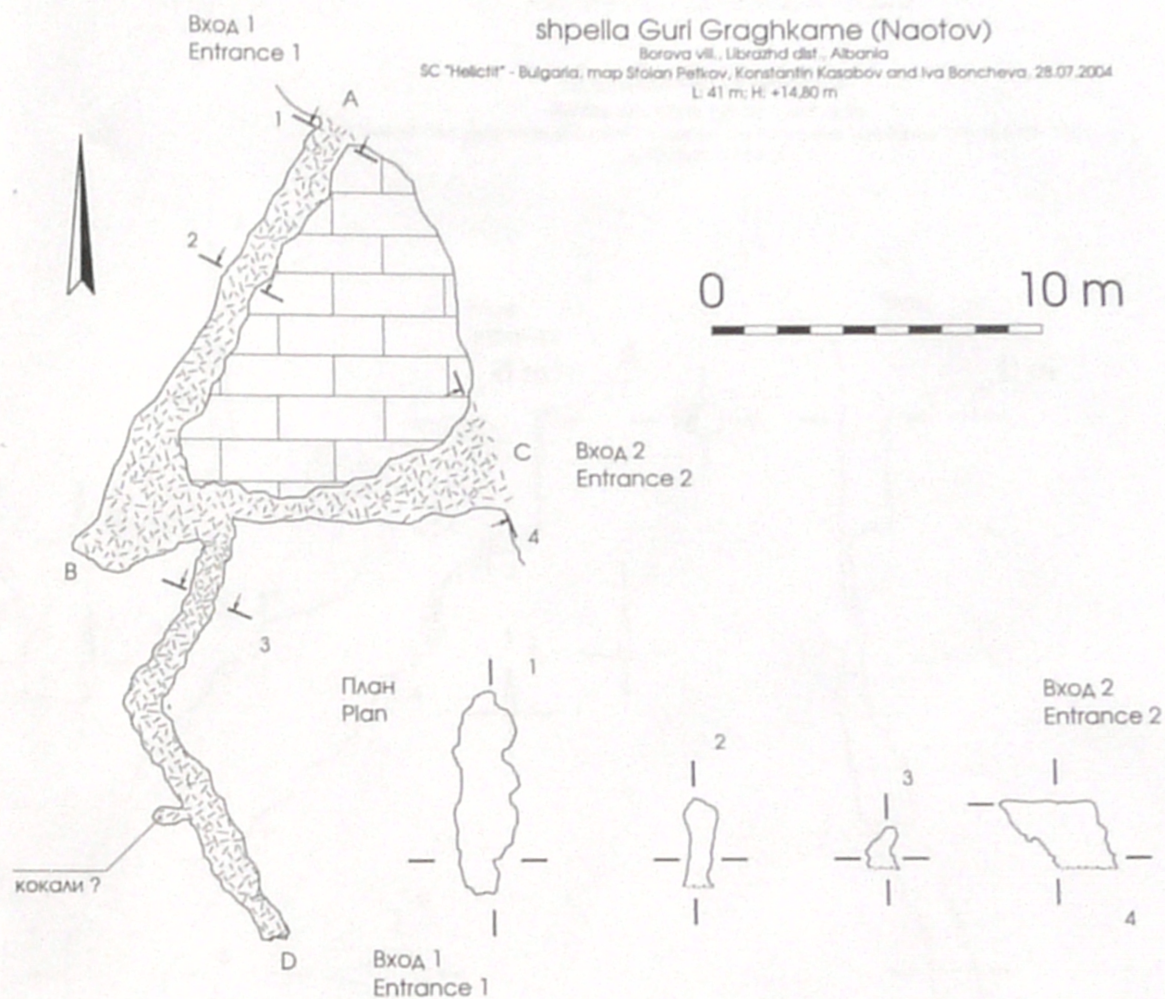 Вход 1
Entrance 1
shpella Guri Graghkame (Naotov)
Borova vill., Librazhd dist., Albania
SC "Helictit" - Bulgaria, map Stoian Petkov, Konstantin Kasabov and Iva Boncheva, 28.07.2004
L: 41 m; H: +14,80 m
A
1
2
0 10 m
C
Вход 2
Entrance 2
4
B
3
План
Plan
1
2
3
Вход 2
Entrance 2
4
кокали ?
D
Вход 1
Entrance 1